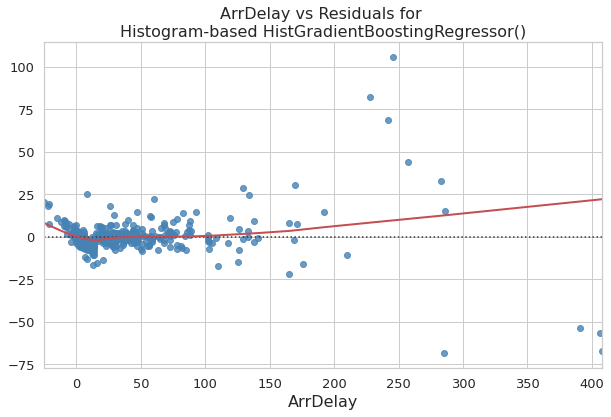 ArrDelay vs Residuals for
Histogram-based HistGradientBoostingRegressor()
100
75
50
25
0
−25
−50
−75
0 50 100 150 200 250 300 350 400
ArrDelay